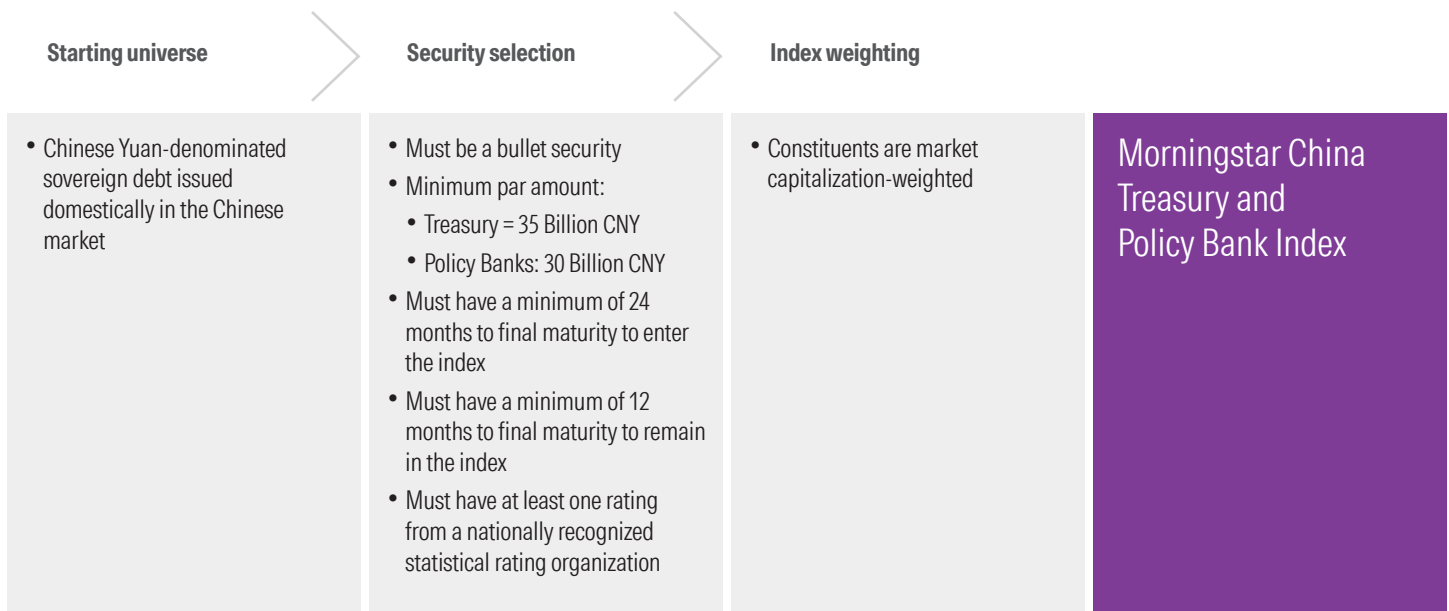 Starting universe
Security selection
Index weighting
• Chinese Yuan-denominated
sovereign debt issued
domestically in the Chinese
market
• Must be a bullet security
• Minimum par amount:
• Treasury = 35 Billion CNY
• Policy Banks: 30 Billion CNY
• Must have a minimum of 24
months to final maturity to enter
the index
• Must have a minimum of 12
months to final maturity to remain
in the index
• Must have at least one rating
from a nationally recognized
statistical rating organization
• Constituents are market
capitalization-weighted
Morningstar China
Treasury and
Policy Bank Index